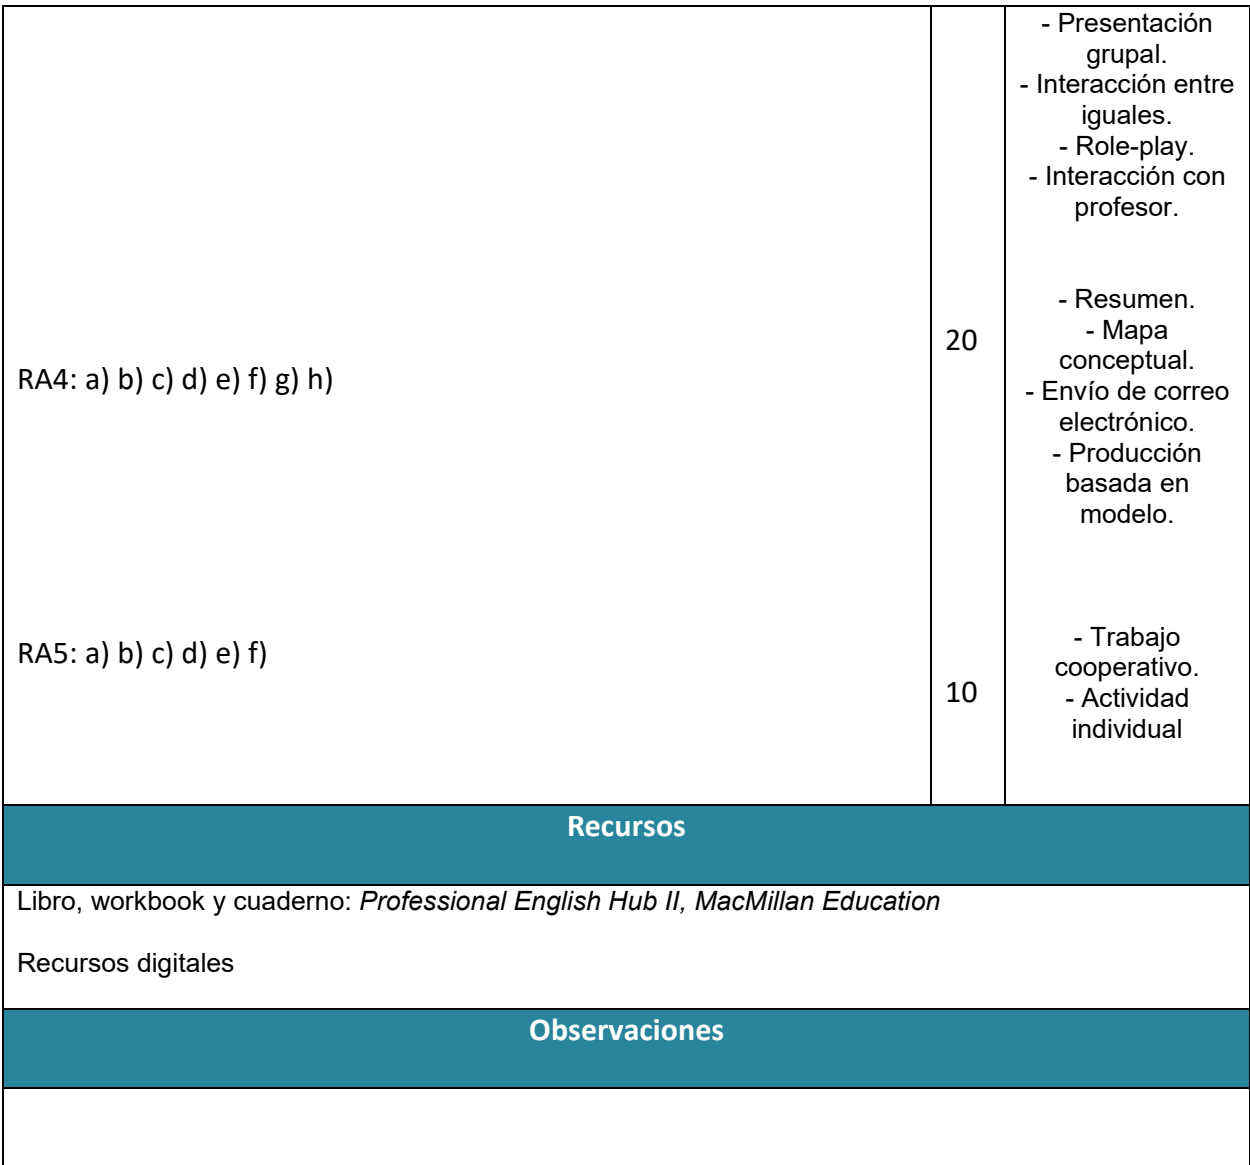 - Presentación
grupal.
- Interacción entre
iguales.
- Role-play.
- Interacción con
profesor.
RA4: a) b) c) d) e) f) g) h)
20
- Resumen.
- Mapa
conceptual.
- Envío de correo
electrónico.
- Producción
basada en
modelo.
RA5: a) b) c) d) e) f)
10
- Trabajo
cooperativo.
- Actividad
individual
Recursos
Libro, workbook y cuaderno: Professional English Hub II, MacMillan Education
Recursos digitales
Observaciones